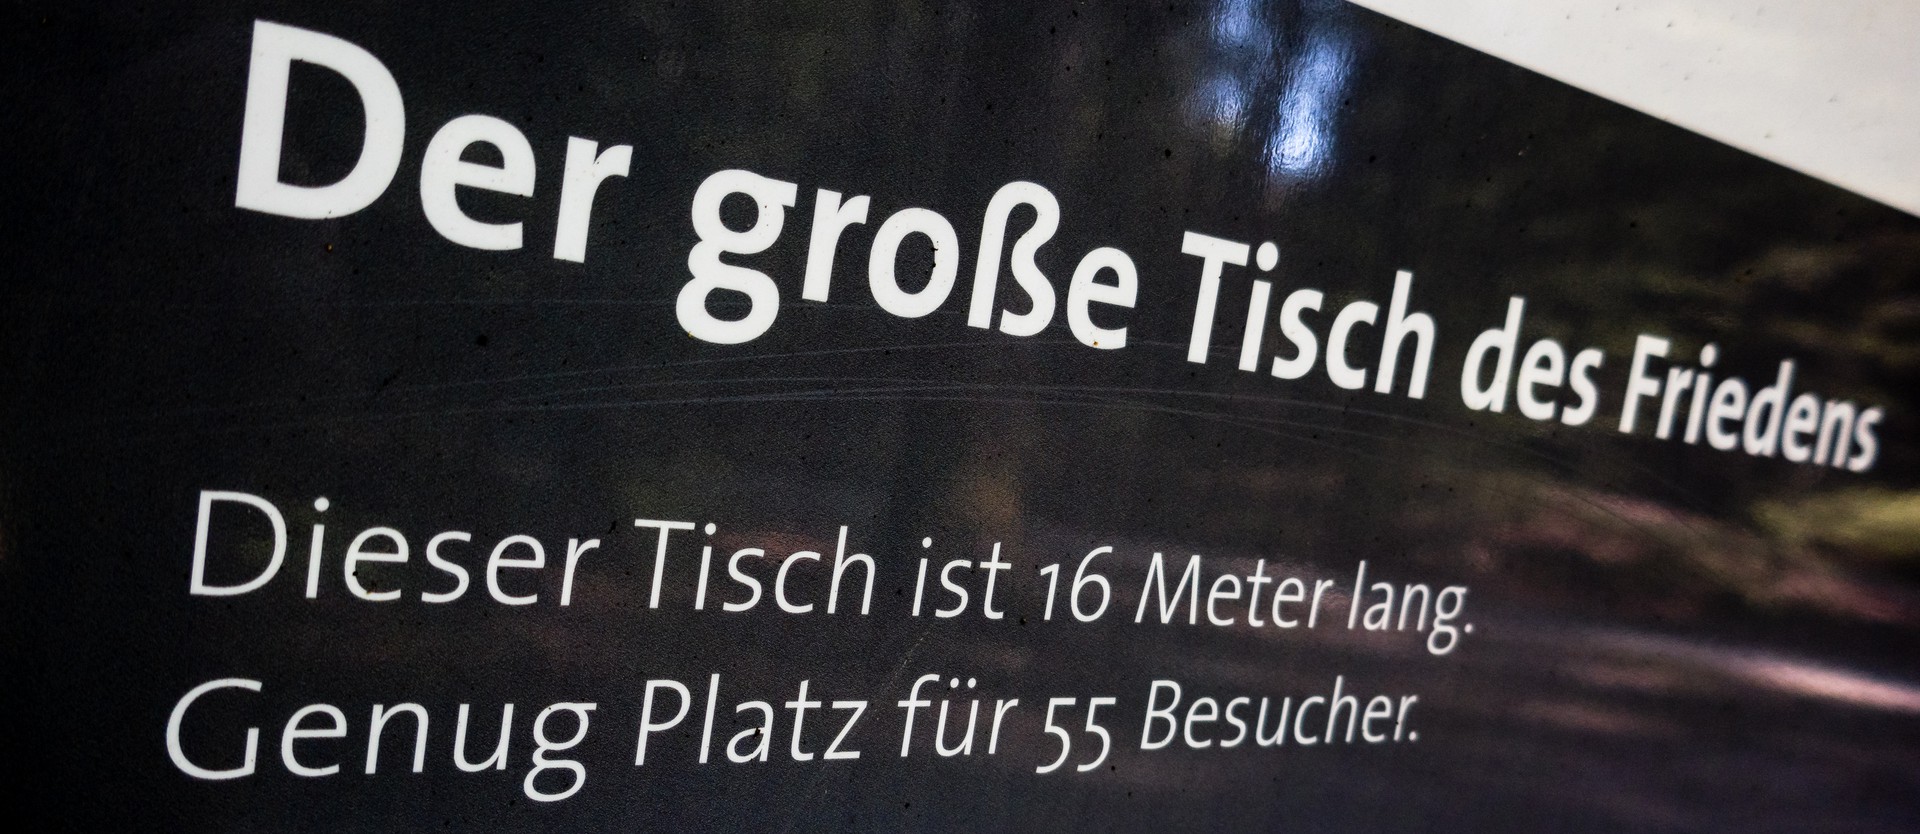 Der große Tisch des Friedens
Dieser Tisch ist 16 Meter lang.
Genug Platz für 55 Besucher.